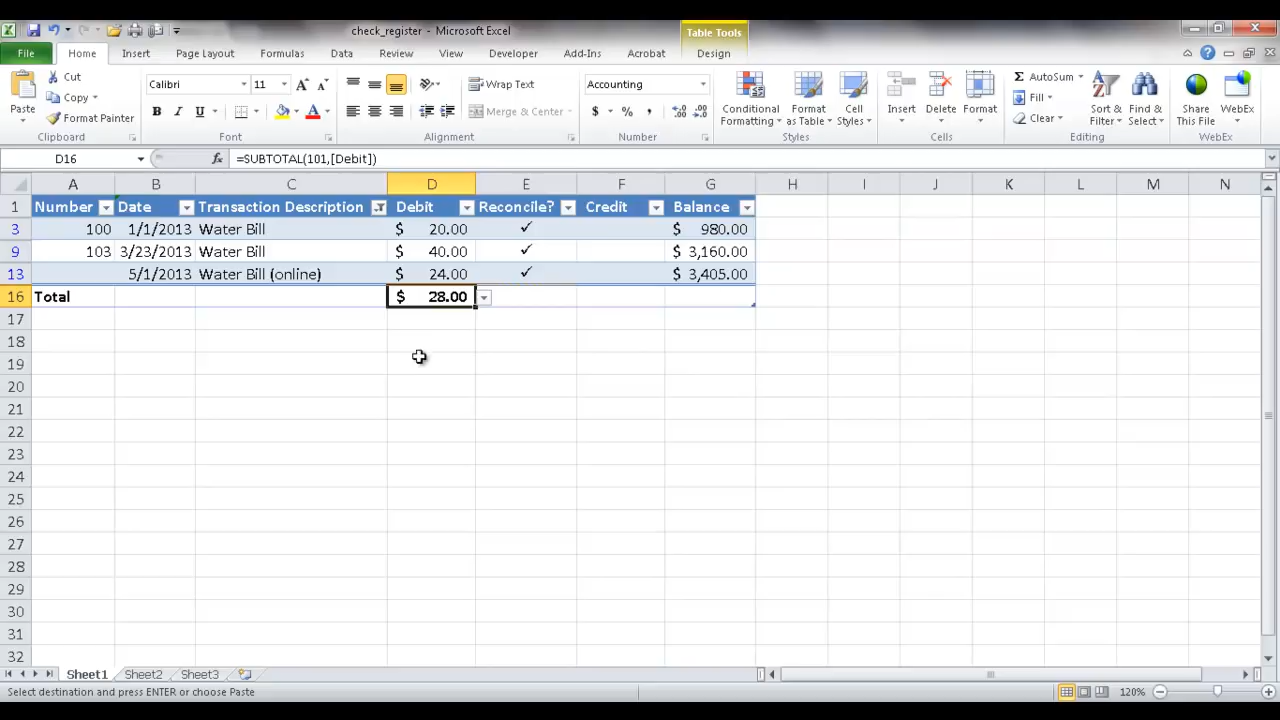 check_register - Microsoft Excel
Table Tools
File Home Insert Page Layout Formulas Data Review View Developer Add-Ins Acrobat Design
Paste
Cut
Copy
Format Painter
Clipboard
Calibri 11
B I U
Font
Wrap Text
Merge & Center
Alignment
Accounting
$ % ,
Number
Conditional Formatting
Format as Table
Cell Styles
Styles
Insert Delete Format
Cells
AutoSum
Fill
Clear
Sort & Filter
Find & Select
Editing
Share This File
WebEx
WebEx
D16 fx =SUBTOTAL(101,[Debit])
A B C D E F G H I J K L M N
1 Number Date Transaction Description Debit Reconcile? Credit Balance
3 100 1/1/2013 Water Bill $ 20.00 ✓ $ 980.00
9 103 3/23/2013 Water Bill $ 40.00 ✓ $ 3,160.00
13 5/1/2013 Water Bill (online) $ 24.00 ✓ $ 3,405.00
16 Total $ 28.00
17
18
19
20
21
22
23
24
25
26
27
28
29
30
31
32
Sheet1 Sheet2 Sheet3
Select destination and press ENTER or choose Paste 120%